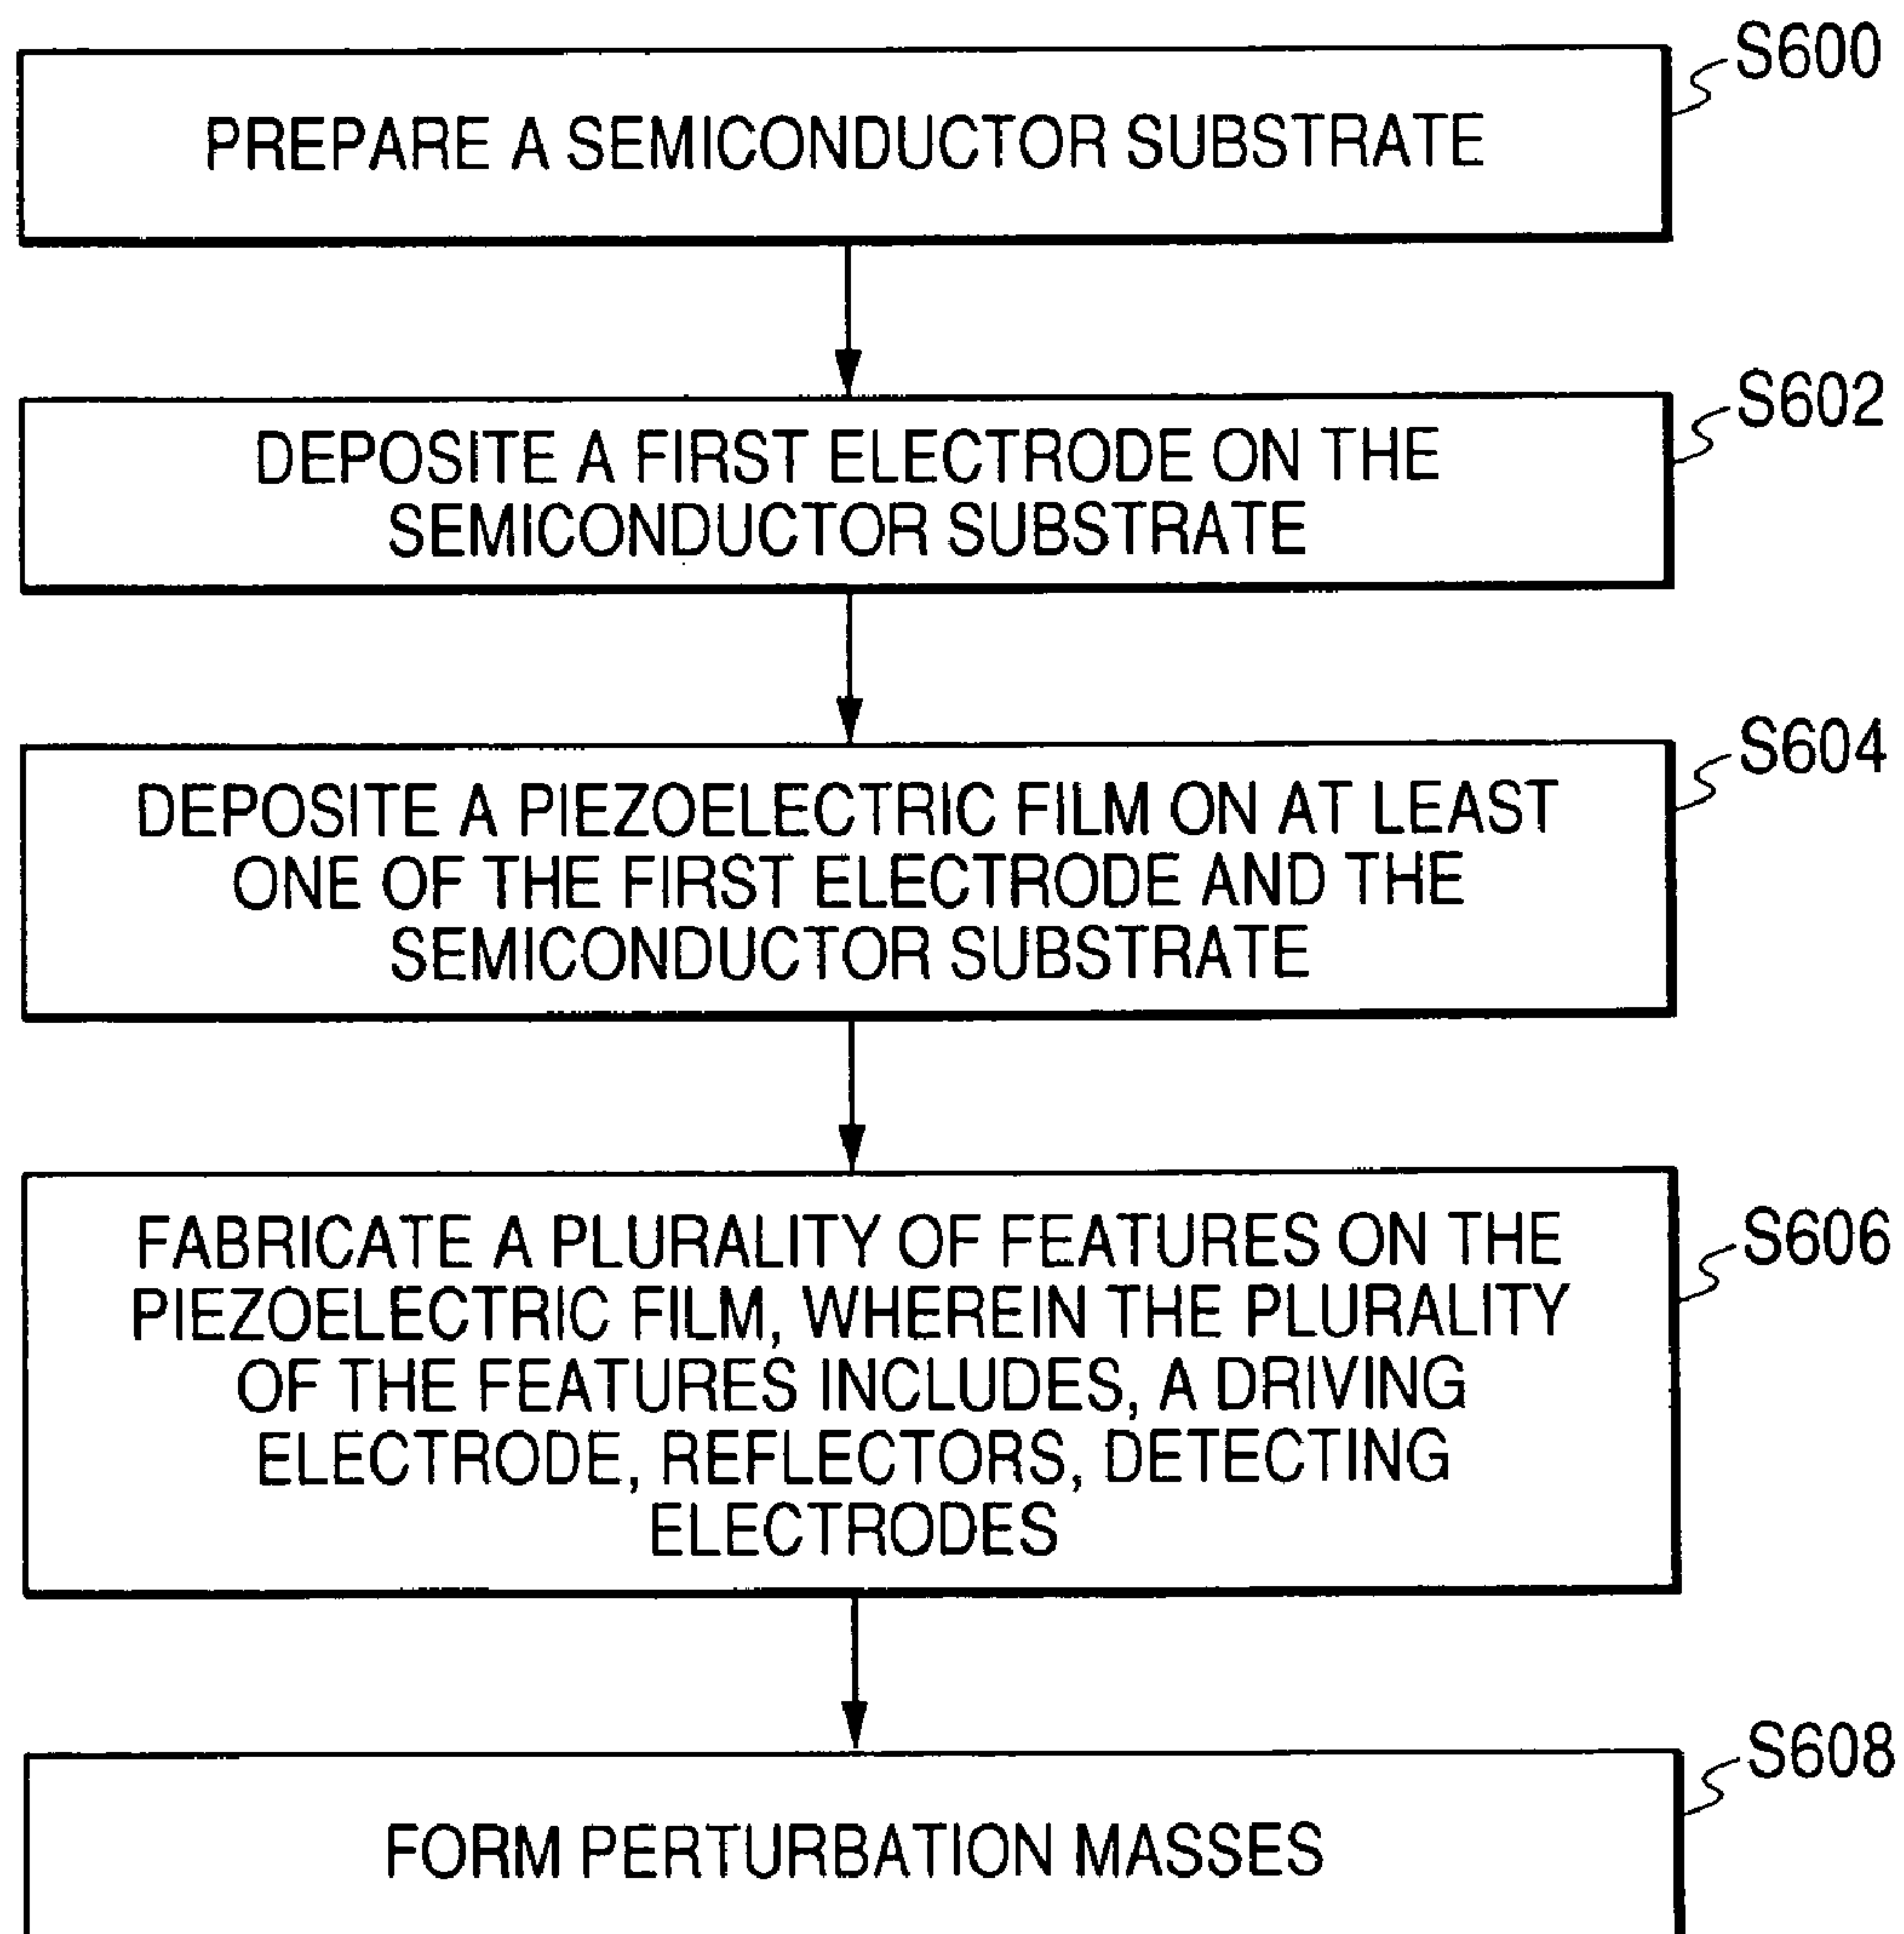 S600
PREPARE A SEMICONDUCTOR SUBSTRATE
S602
DEPOSITE A FIRST ELECTRODE ON THE
SEMICONDUCTOR SUBSTRATE
S604
DEPOSITE A PIEZOELECTRIC FILM ON AT LEAST
ONE OF THE FIRST ELECTRODE AND THE
SEMICONDUCTOR SUBSTRATE
S606
FABRICATE A PLURALITY OF FEATURES ON THE
PIEZOELECTRIC FILM, WHEREIN THE PLURALITY
OF THE FEATURES INCLUDES, A DRIVING
ELECTRODE, REFLECTORS, DETECTING
ELECTRODES
S608
FORM PERTURBATION MASSES